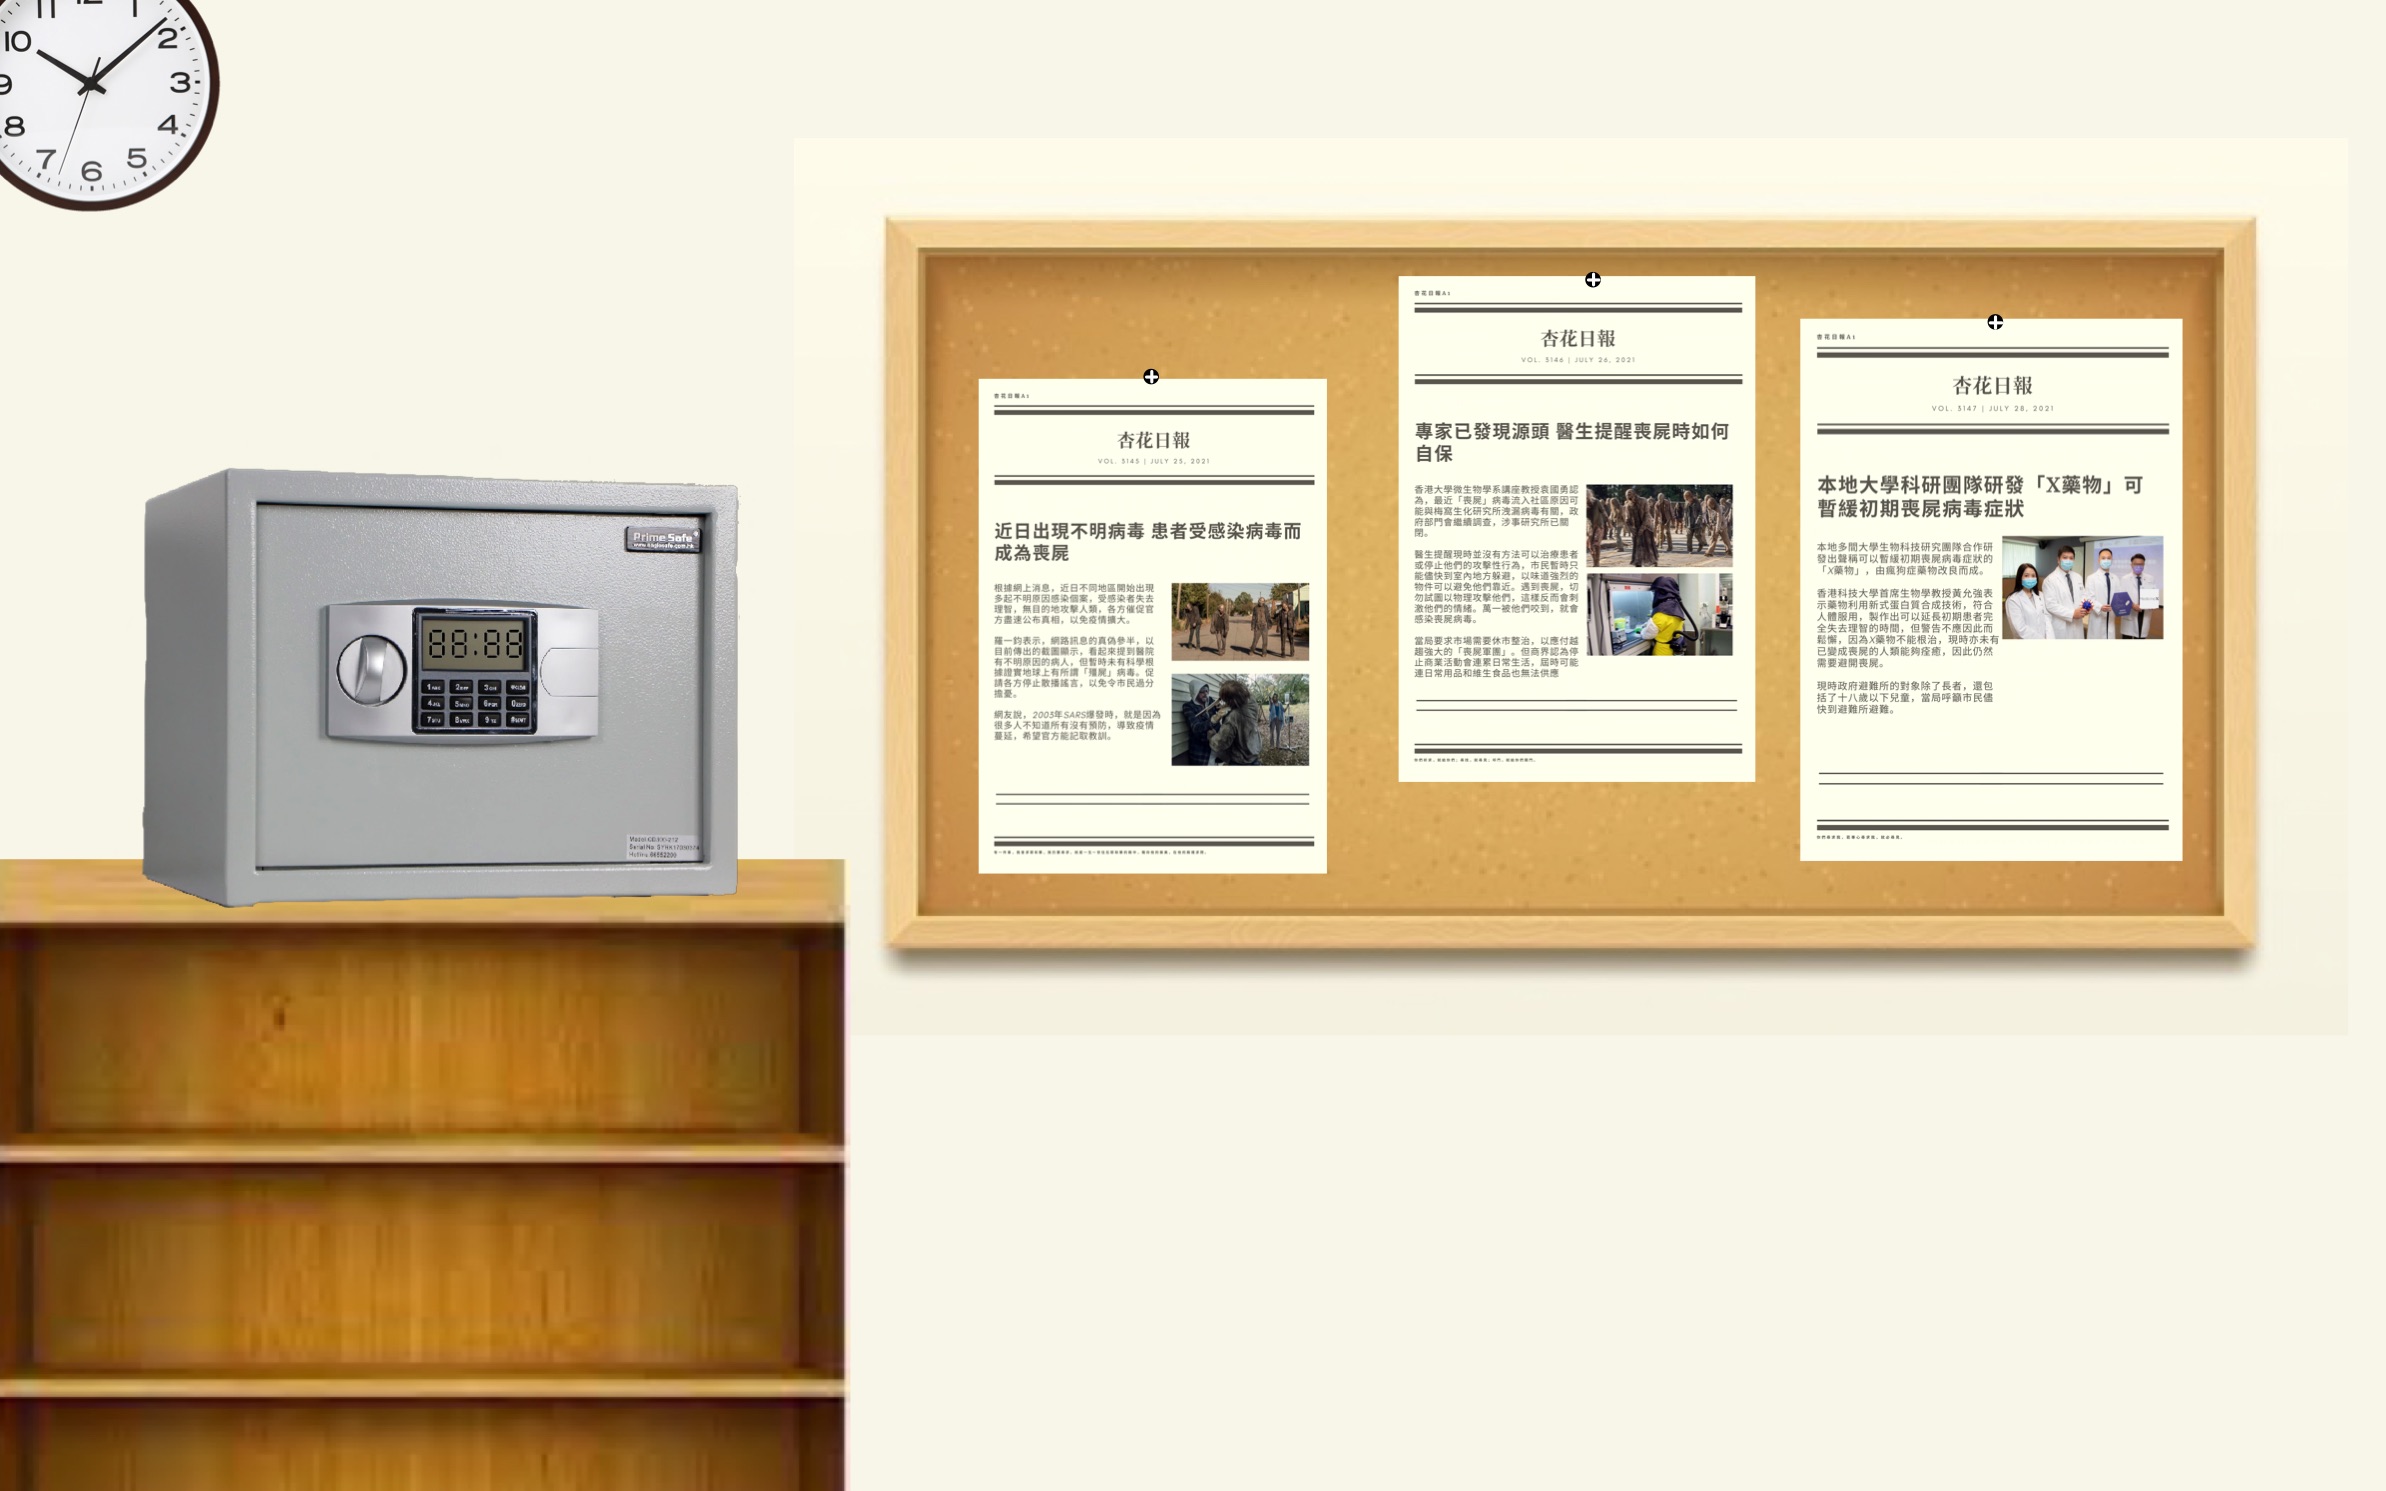 11
12
1
10
2
9
3
8
4
7
6
5
Prime Safe
88:88
杏花日報A1
杏花日報
VOL. 5145 | JULY 25, 2021
近日出現不明病毒 患者受感染病毒而
成為喪屍
根據網上消息，近日不同地區開始出現
多起不明原因感染個案，受感染者失去
理智，無目的地攻擊人類，各方催促官
方盡速公布真相，以免疫情擴大。
羅一鈞表示，網路訊息的真偽參半，以
目前傳出的截圖顯示，看起來提到醫院
有不明原因的病人，但暫時未有科學根
據證實地球上有所謂「殭屍」病毒。促
請各方停止散播謠言，以免令市民過分
擔憂。
網友說，2003年SARS爆發時，就是因為
很多人不知道所有沒有預防，導致疫情
蔓延，希望官方能記取教訓。
杏花日報A1
杏花日報
VOL. 5146 | JULY 26, 2021
專家已發現源頭 醫生提醒喪屍時如何
自保
香港大學微生物學系講座教授袁國勇認
為，最近「喪屍」病毒流入社區原因可
能與梅窩生化研究所洩漏病毒有關，政
府部門會繼續調查，涉事研究所已關
閉。
醫生提醒現時並沒有方法可以治療患者
或停止他們的攻擊性行為，市民暫時只
能儘快到室內地方躲避，以味道強烈的
物件可以避免他們靠近。遇到喪屍，切
勿試圖以物理攻擊他們，這樣反而會刺
激他們的情緒。萬一被他們咬到，就會
感染喪屍病毒。
當局要求市場需要休市整治，以應付越
趨強大的「喪屍軍團」。但商界認為停
止商業活動會連累日常生活，屆時可能
連日常用品和維生食品也無法供應
杏花日報A1
杏花日報
VOL. 5147 | JULY 28, 2021
本地大學科研團隊研發「X藥物」可
暫緩初期喪屍病毒症狀
本地多間大學生物科技研究團隊合作研
發出聲稱可以暫緩初期喪屍病毒症狀的
「X藥物」，由瘋狗症藥物改良而成。
香港科技大學首席生物學教授黃允強表
示藥物利用新式蛋白質合成技術，符合
人體服用，製作出可以延長初期患者完
全失去理智的時間，但警告不應因此而
鬆懈，因為X藥物不能根治，現時亦未有
已變成喪屍的人類能夠痊癒，因此仍然
需要避開喪屍。
現時政府避難所的對象除了長者，還包
括了十八歲以下兒童，當局呼籲市民儘
快到避難所避難。